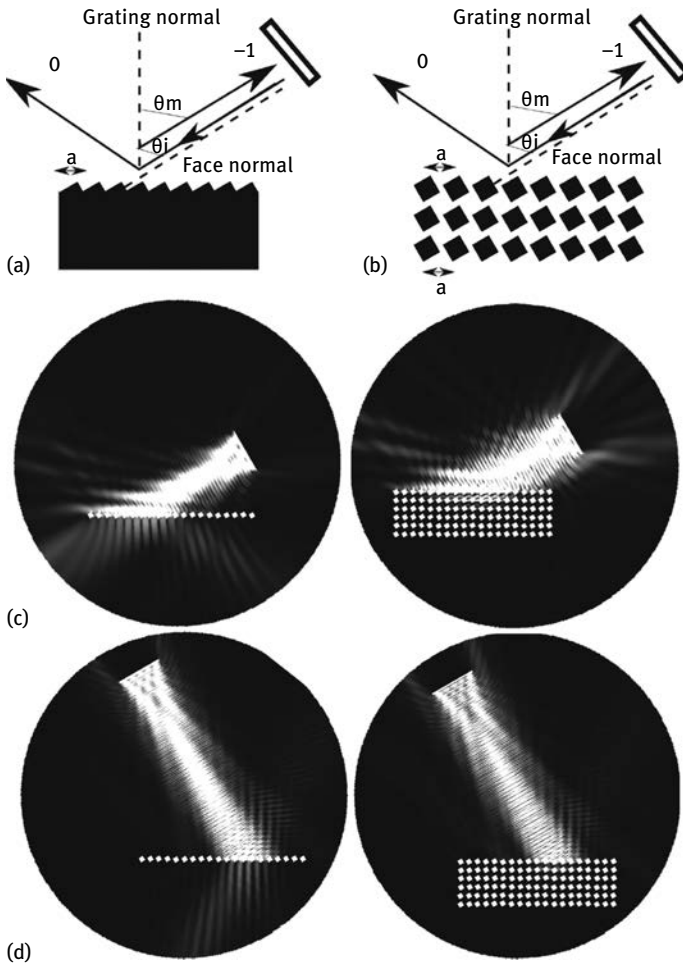 Grating normal
0
–1
θm
θi
Face normal
a
(a)
Grating normal
0
–1
θm
θi
Face normal
a
a
(b)
(c)
(d)